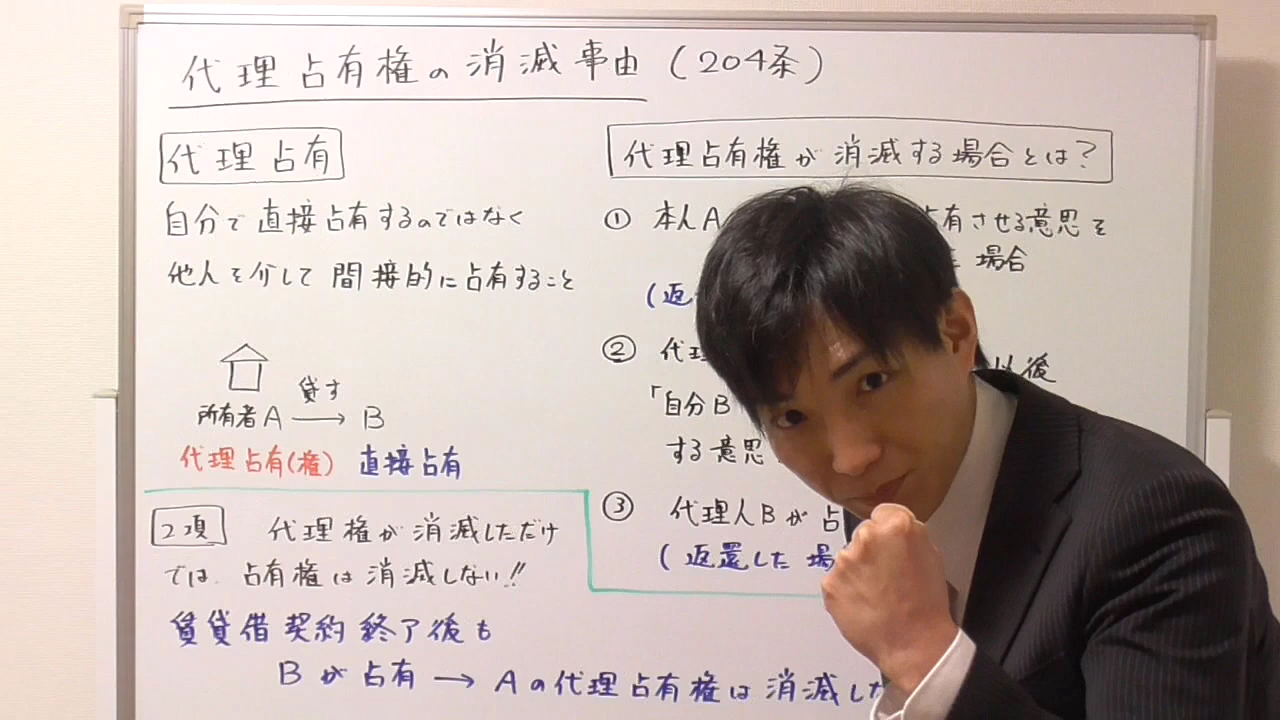 代理占有権の消滅事由(204条)
代理占有
自分で直接占有するのではなく
他人を介して間接的に占有すること
貸す
所有者A → B
代理占有(権) 直接占有
2項 代理権が消滅しただけ
では、占有権は消滅しない!!
賃貸借契約終了後も
Bが占有 → Aの代理占有権は消滅し
代理占有権が消滅する場合とは?
① 本人A 占有させる意思を
場合
(返
② 代理 以後
「自分B
する意思
③ 代理人Bが占
(返還した場